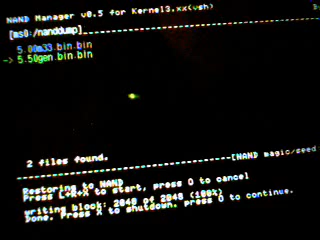 NAND Manager v0.5 for Kernel3.xx(vsh)
[ms0:/nanddump]
5.00m33.bin.bin
-> 5.50gen.bin.bin
2 files found.
[NAND magic/seed
Restoring to NAND
Press L+R+X to start, press O to cancel
writing block: 2048 of 2048 (100%)
Done. Press X to shutdown. press O to continue.